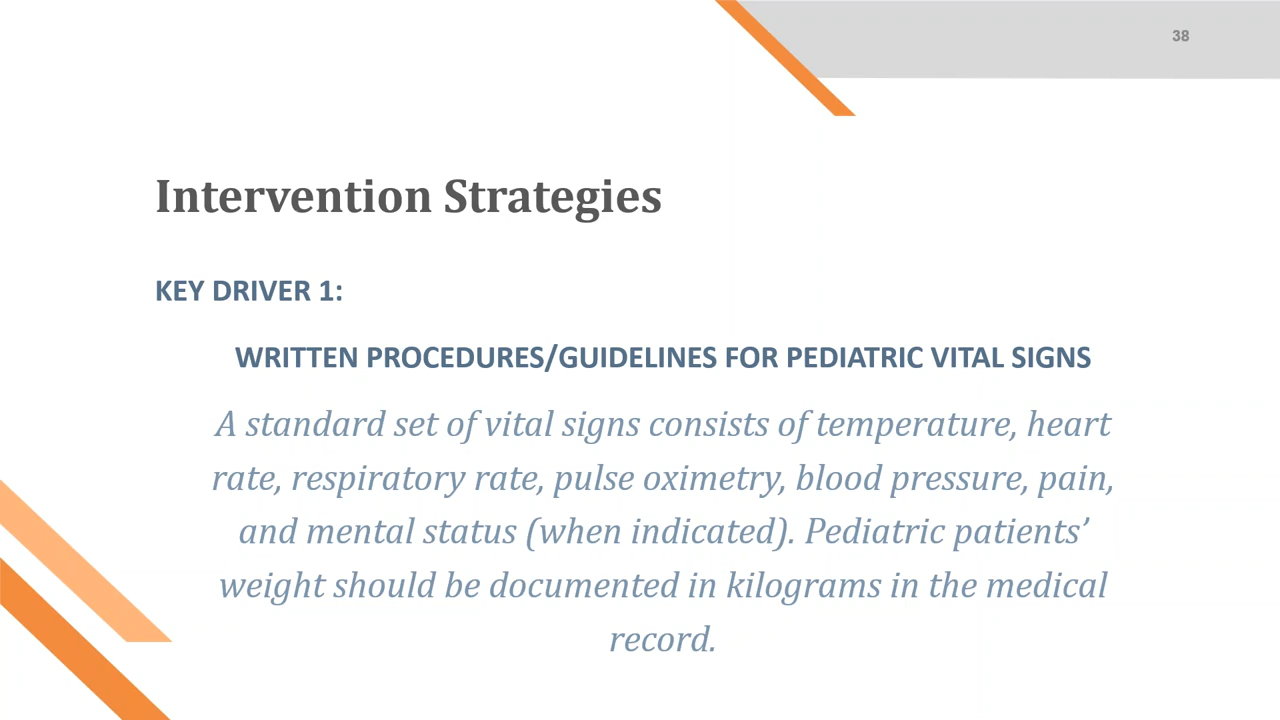 38
Intervention Strategies
KEY DRIVER 1:
WRITTEN PROCEDURES/GUIDELINES FOR PEDIATRIC VITAL SIGNS
A standard set of vital signs consists of temperature, heart
rate, respiratory rate, pulse oximetry, blood pressure, pain,
and mental status (when indicated). Pediatric patients’
weight should be documented in kilograms in the medical
record.